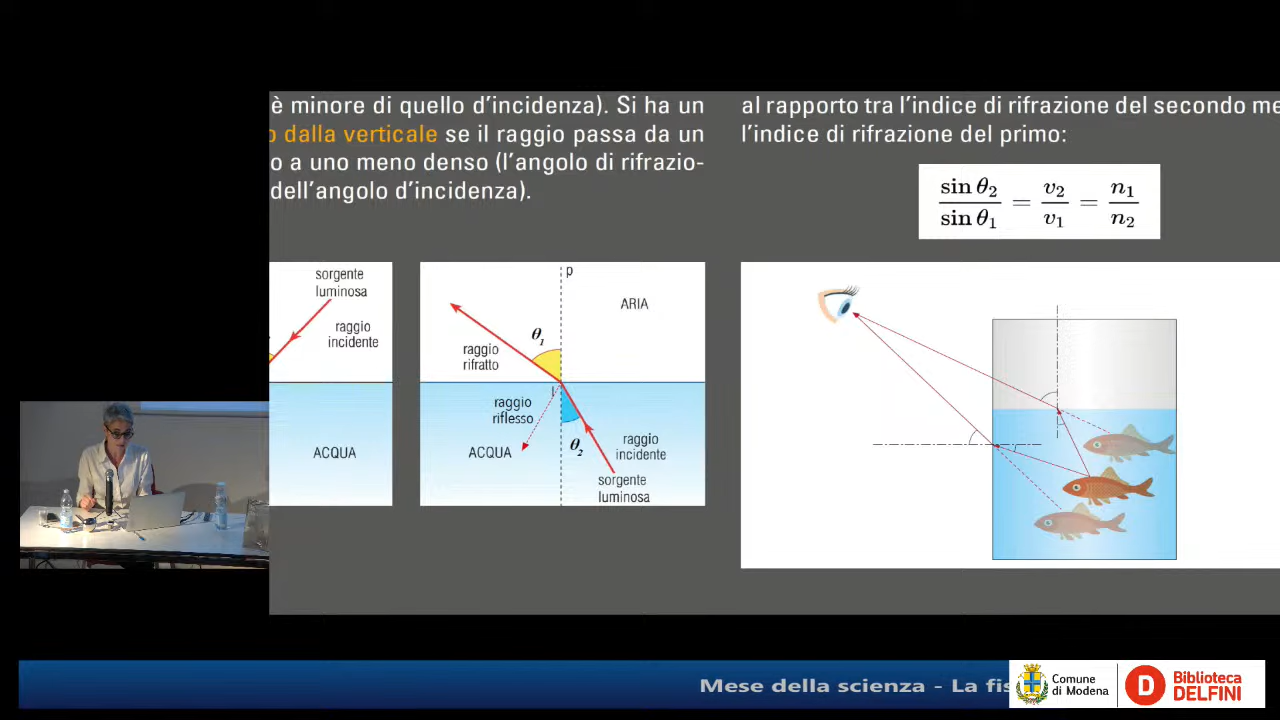 è minore di quello d'incidenza). Si ha un
dalla verticale se il raggio passa da un
o a uno meno denso (l'angolo di rifrazio-
dell'angolo d'incidenza).
al rapporto tra l'indice di rifrazione del secondo me
l'indice di rifrazione del primo:
sin θ2 / sin θ1 = v2 / v1 = n1 / n2
sorgente
luminosa
raggio
incidente
ACQUA
p
ARIA
θ1
raggio
rifratto
I
raggio
riflesso
ACQUA
θ2
raggio
incidente
sorgente
luminosa
Mese della scienza - La fis
Comune
di Modena
D
Biblioteca
DELFINI